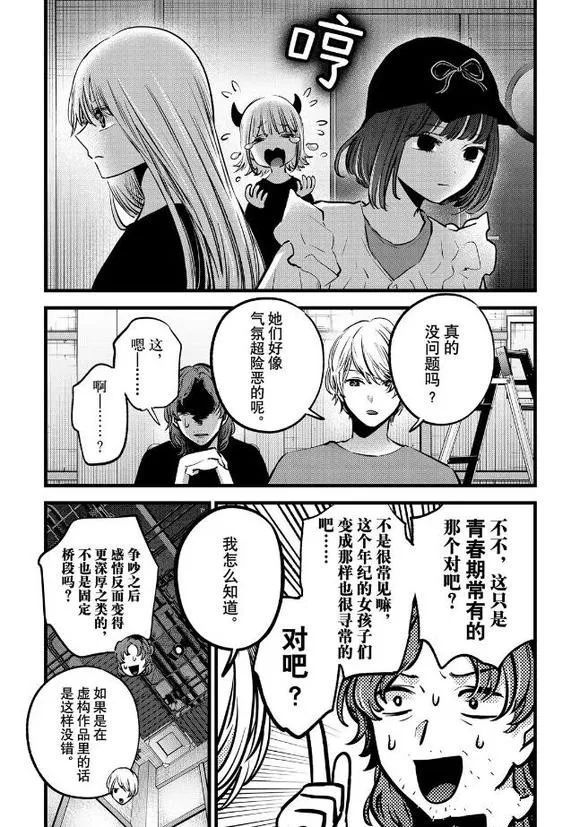 哼
真的
没问题吗？
她们好像
气氛超险恶的呢。
这，
嗯……
啊……？
不不，这只是
青春期常有的
那个对吧？
不是很常见嘛，
这个年纪的女孩子们
变成那样也很寻常的
吧……
对吧？
我怎么知道。
争吵之后
感情反而变得
更深厚之类的，
不也是固定
桥段吗？
如果是在
虚构作品里的话
是这样没错。